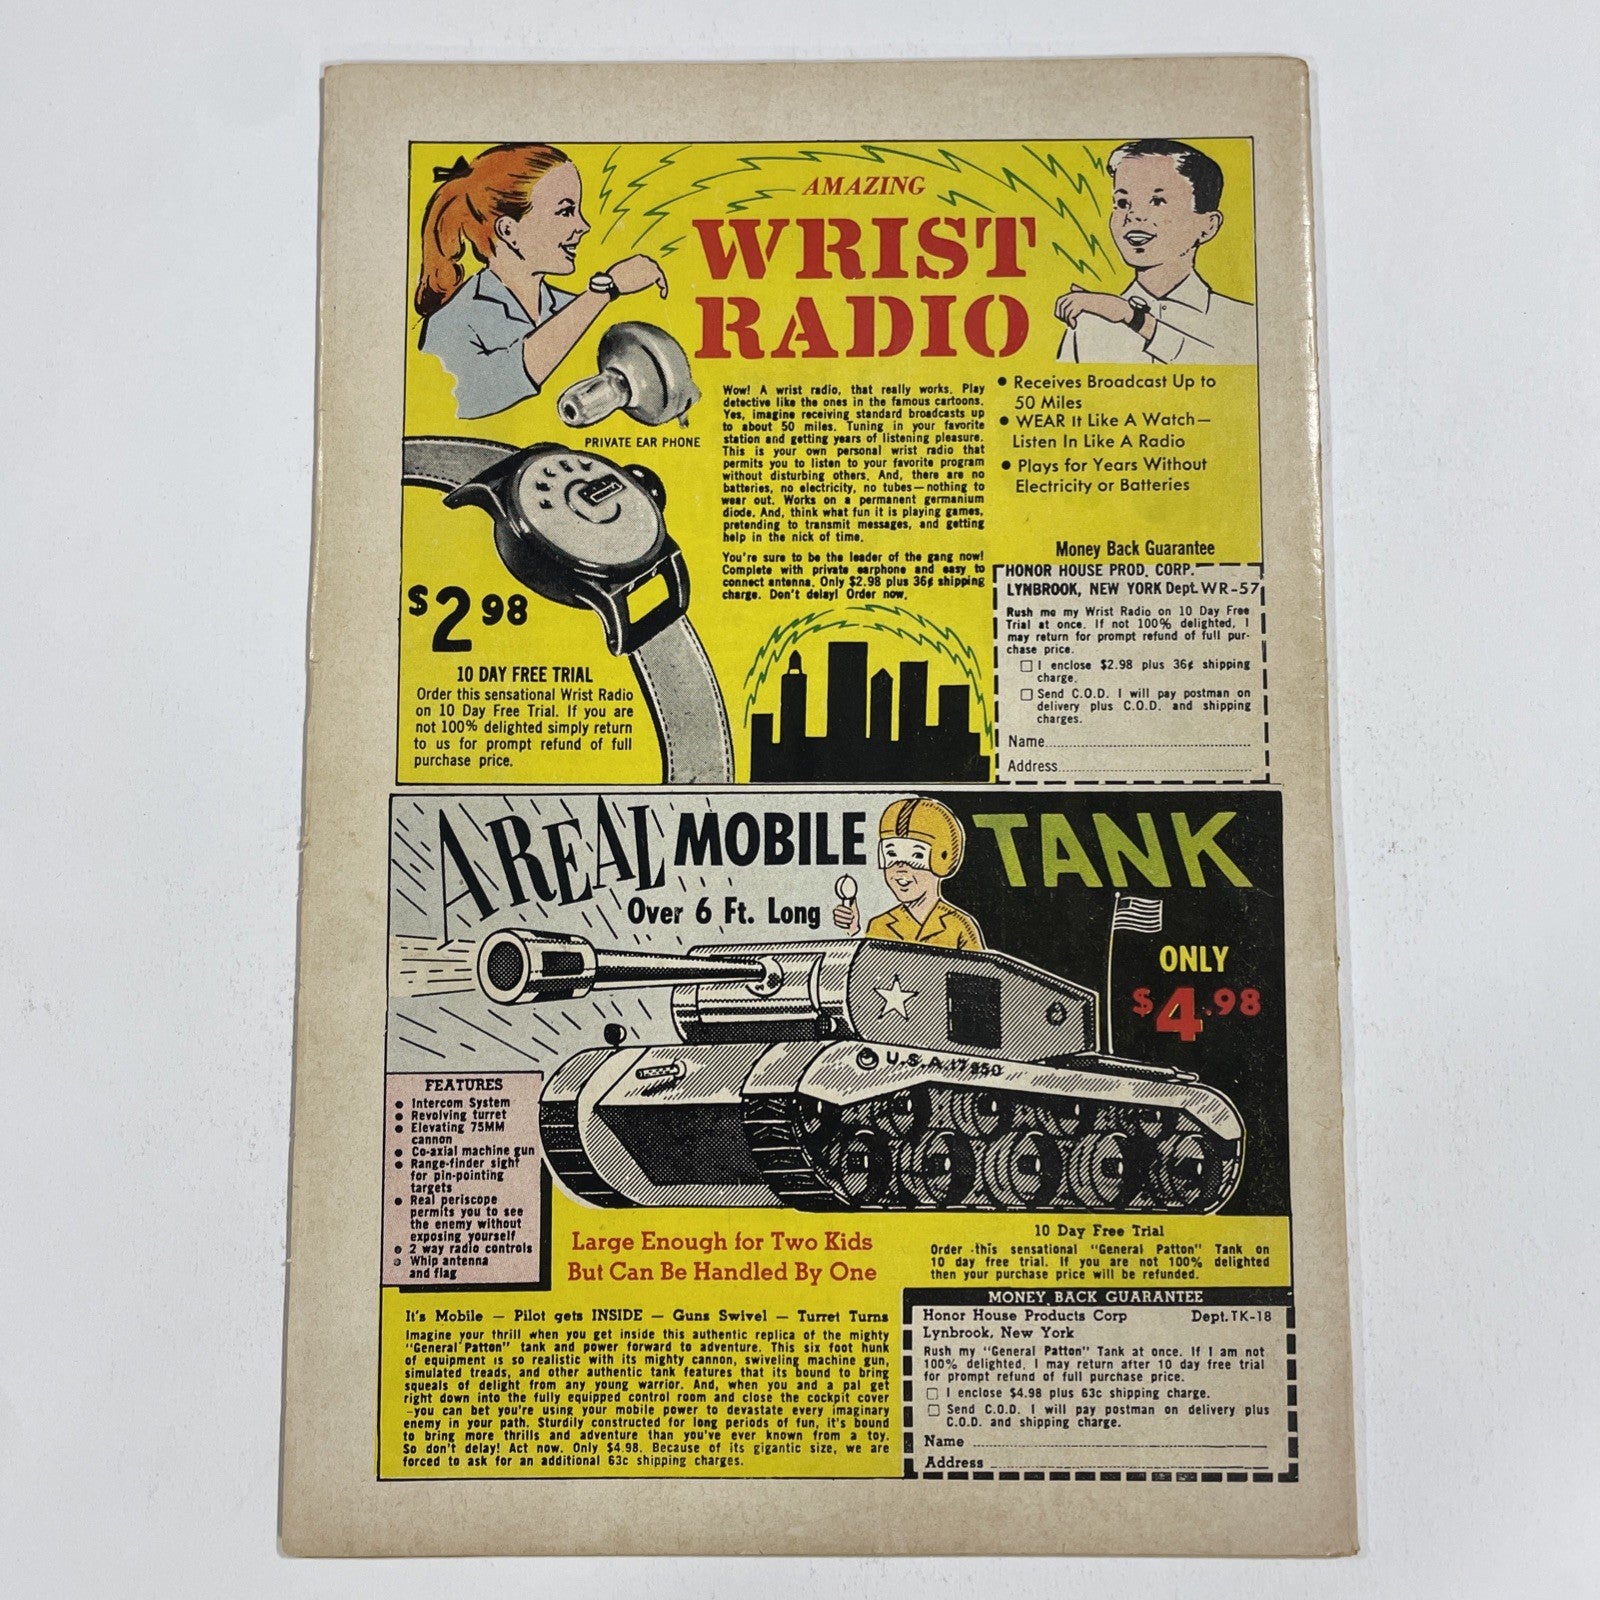 AMAZING
WRIST
RADIO
PRIVATE EAR PHONE
$2 98
10 DAY FREE TRIAL
Order this sensational Wrist Radio
on 10 Day Free Trial. If you are
not 100% delighted simply return
to us for prompt refund of full
purchase price.
Wow! A wrist radio, that really works. Play
detective like the ones in the famous cartoons.
Yes, imagine receiving standard broadcasts up
to about 50 miles. Tuning in your favorite
station and getting years of listening pleasure.
This is your own personal wrist radio that
permits you to listen to your favorite program
without disturbing others. And, there are no
batteries, no electricity, no tubes—nothing to
wear out. Works on a permanent germanium
diode. And, think what fun it is playing games,
pretending to transmit messages, and getting
help in the nick of time.
You're sure to be the leader of the gang now!
Complete with private earphone and easy to
connect antenna. Only $2.98 plus 36¢ shipping
charge. Don't delay! Order now.
• Receives Broadcast Up to
50 Miles
• WEAR It Like A Watch—
Listen In Like A Radio
• Plays for Years Without
Electricity or Batteries
Money Back Guarantee
HONOR HOUSE PROD. CORP.
LYNBROOK, NEW YORK Dept. WR-57
Rush me my Wrist Radio on 10 Day Free
Trial at once. If not 100% delighted, I
may return for prompt refund of full pur-
chase price.
☐ I enclose $2.98 plus 36¢ shipping
charge.
☐ Send C.O.D. I will pay postman on
delivery plus C.O.D. and shipping
charges.
Name
Address
A REAL MOBILE TANK
Over 6 Ft. Long
ONLY
$4.98
U.S.A. 17950
FEATURES
• Intercom System
• Revolving turret
• Elevating 75MM
cannon
• Co-axial machine gun
• Range-finder sight
for pin-pointing
targets
• Real periscope
permits you to see
the enemy without
exposing yourself
• 2 way radio controls
• Whip antenna
and flag
Large Enough for Two Kids
But Can Be Handled By One
10 Day Free Trial
Order this sensational "General Patton" Tank on
10 day free trial. If you are not 100% delighted
then your purchase price will be refunded.
It's Mobile — Pilot gets INSIDE — Guns Swivel — Turret Turns
Imagine your thrill when you get inside this authentic replica of the mighty
"General Patton" tank and power forward to adventure. This six foot hunk
of equipment is so realistic with its mighty cannon, swiveling machine gun,
simulated treads, and other authentic tank features that its bound to bring
squeals of delight from any young warrior. And, when you and a pal get
right down into the fully equipped control room and close the cockpit cover
-you can bet you're using your mobile power to devastate every imaginary
enemy in your path. Sturdily constructed for long periods of fun, it's bound
to bring more thrills and adventure than you've ever known from a toy.
So don't delay! Act now. Only $4.98. Because of its gigantic size, we are
forced to ask for an additional 63c shipping charges.
MONEY BACK GUARANTEE
Honor House Products Corp Dept. TK-18
Lynbrook, New York
Rush my "General Patton" Tank at once. If I am not
100% delighted, I may return after 10 day free trial
for prompt refund of full purchase price.
☐ I enclose $4.98 plus 63c shipping charge.
☐ Send C.O.D. I will pay postman on delivery plus
C.O.D. and shipping charge.
Name
Address